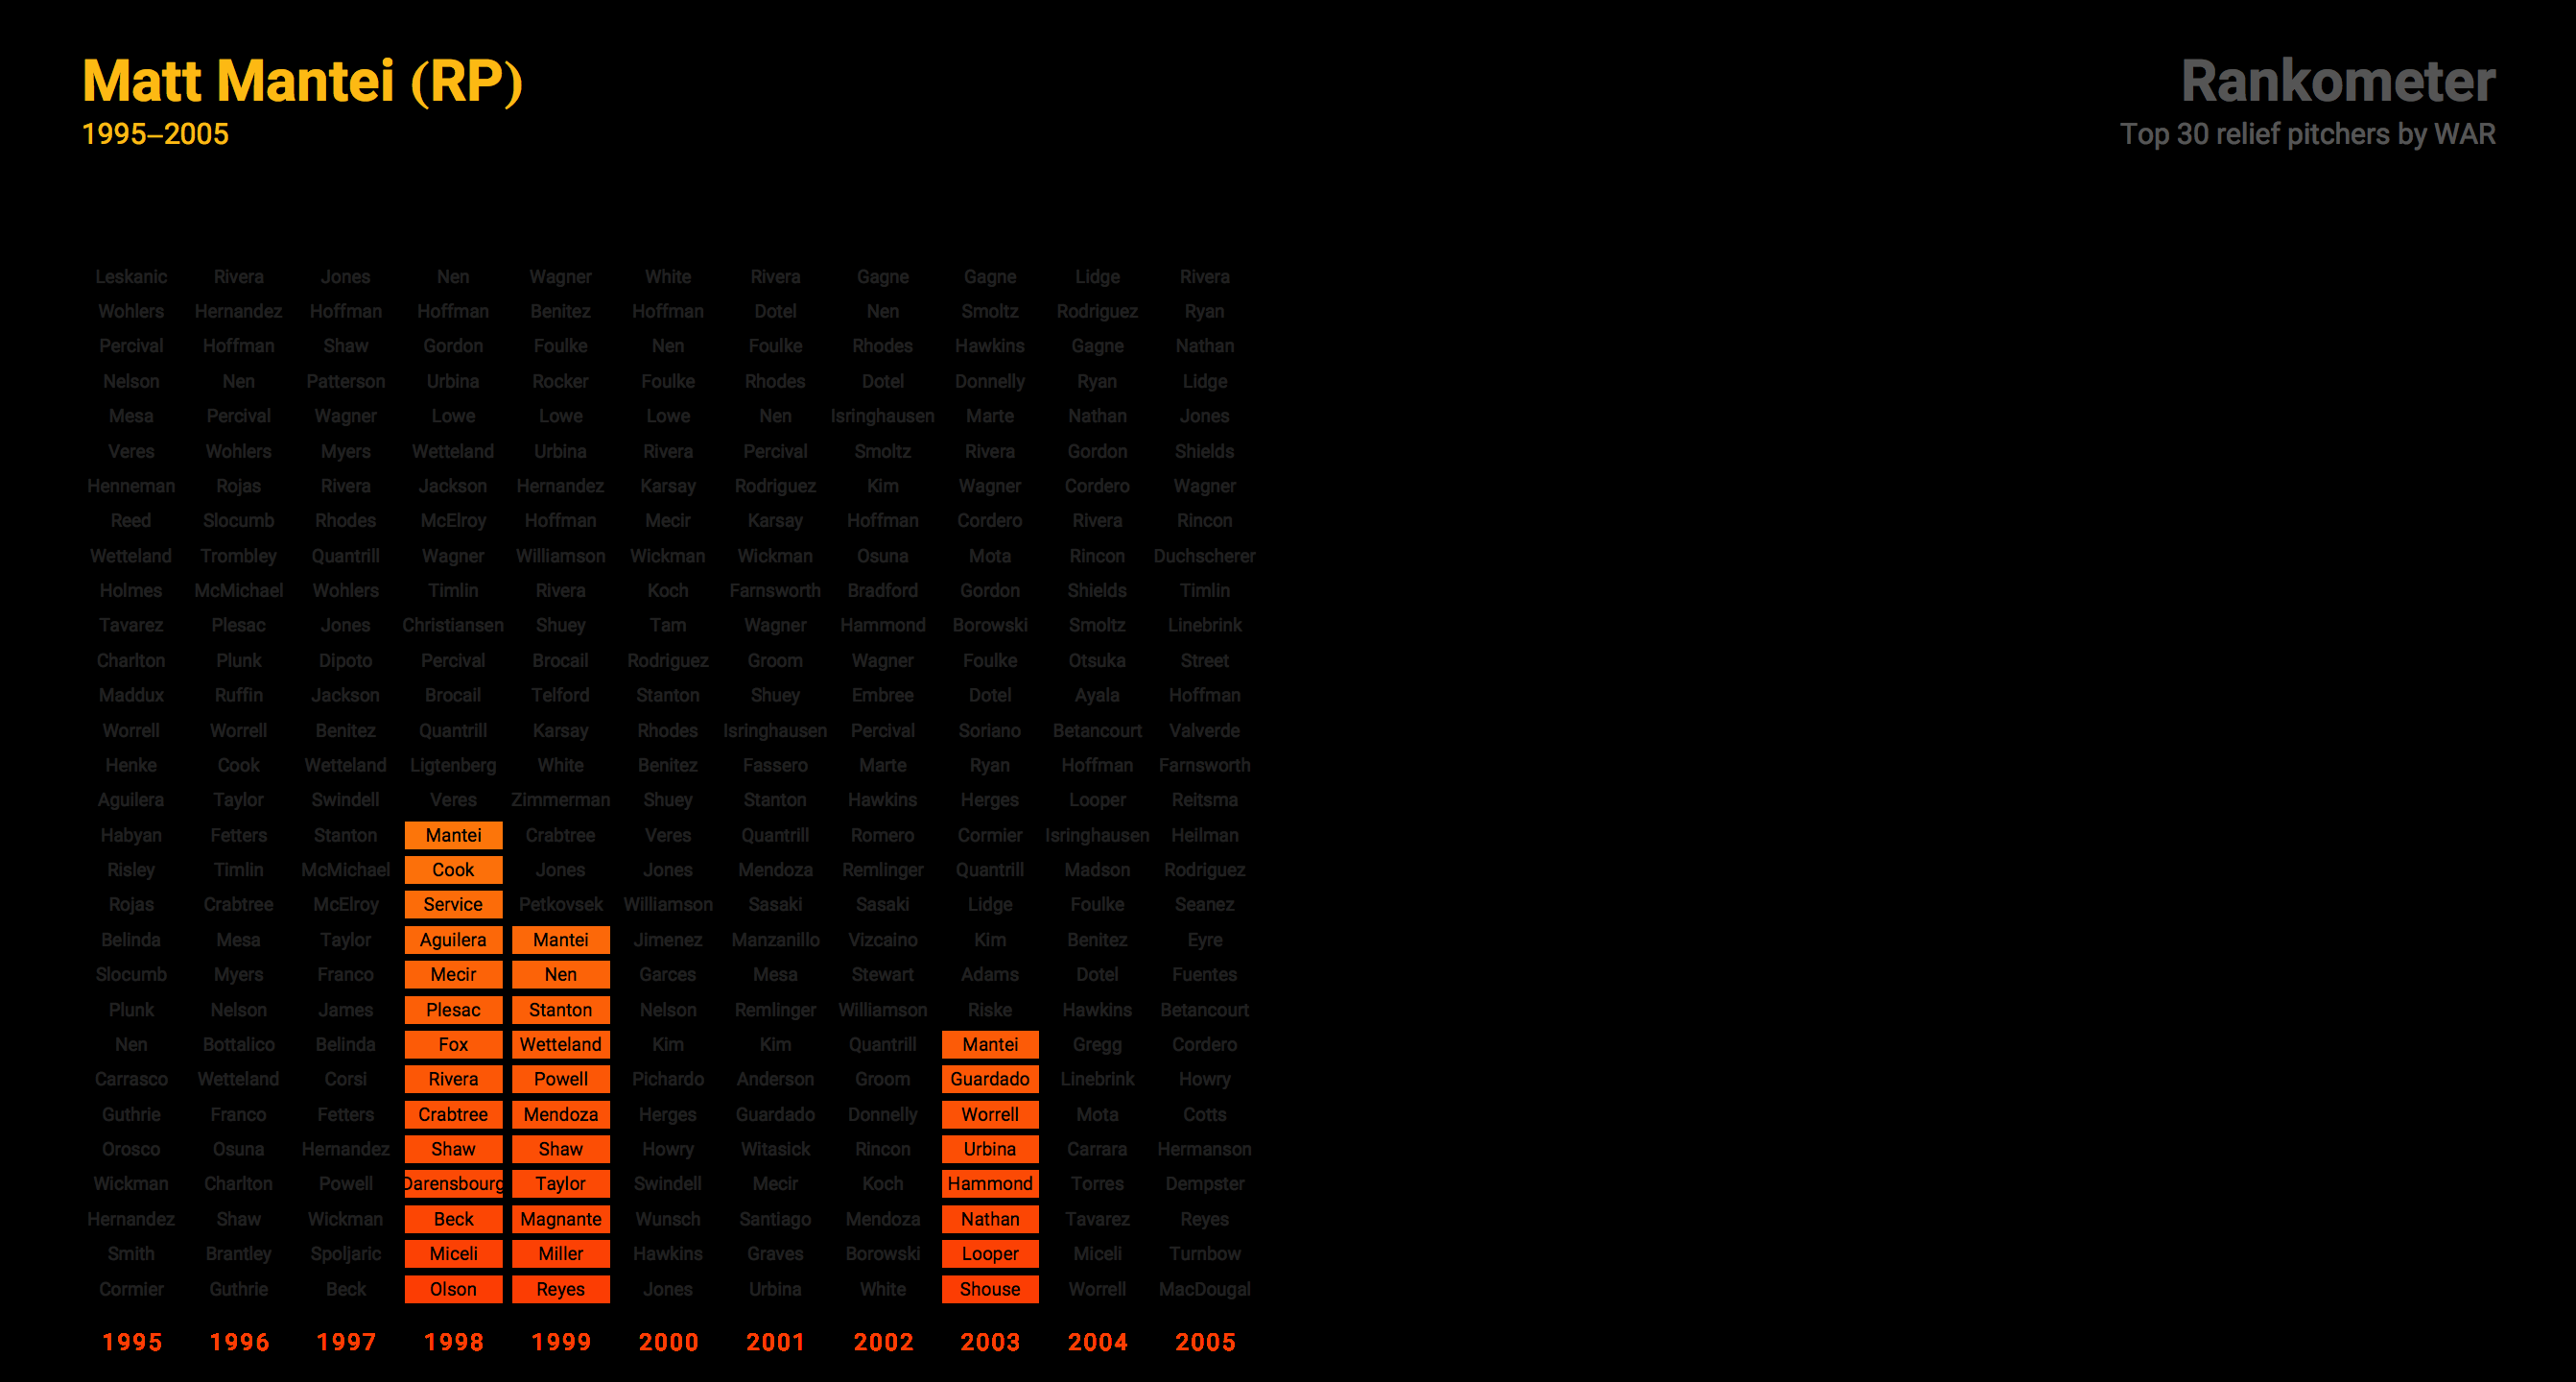 Matt Mantei (RP)
1995–2005
Rankometer
Top 30 relief pitchers by WAR
Leskanic Rivera Jones Nen Wagner White Rivera Gagne Gagne Lidge Rivera
Wohlers Hernandez Hoffman Hoffman Benitez Hoffman Dotel Nen Smoltz Rodriguez Ryan
Percival Hoffman Shaw Gordon Foulke Nen Foulke Rhodes Hawkins Gagne Nathan
Nelson Nen Patterson Urbina Rocker Foulke Rhodes Dotel Donnelly Ryan Lidge
Mesa Percival Wagner Lowe Lowe Lowe Nen Isringhausen Marte Nathan Jones
Veres Wohlers Myers Wetteland Urbina Rivera Percival Smoltz Rivera Gordon Shields
Henneman Rojas Rivera Jackson Hernandez Karsay Rodriguez Kim Wagner Cordero Wagner
Reed Slocumb Rhodes McElroy Hoffman Mecir Karsay Hoffman Cordero Rivera Rincon
Wetteland Trombley Quantrill Wagner Williamson Wickman Wickman Osuna Mota Rincon Duchscherer
Holmes McMichael Wohlers Timlin Rivera Koch Farnsworth Bradford Gordon Shields Timlin
Tavarez Plesac Jones Christiansen Shuey Tam Wagner Hammond Borowski Smoltz Linebrink
Charlton Plunk Dipoto Percival Brocail Rodriguez Groom Wagner Foulke Otsuka Street
Maddux Ruffin Jackson Brocail Telford Stanton Shuey Embree Dotel Ayala Hoffman
Worrell Worrell Benitez Quantrill Karsay Rhodes Isringhausen Percival Soriano Betancourt Valverde
Henke Cook Wetteland Ligtenberg White Benitez Fassero Marte Ryan Hoffman Farnsworth
Aguilera Taylor Swindell Veres Zimmerman Shuey Stanton Hawkins Herges Looper Reitsma
Habyan Fetters Stanton Mantei Crabtree Veres Quantrill Romero Cormier Isringhausen Heilman
Risley Timlin McMichael Cook Jones Jones Mendoza Remlinger Quantrill Madson Rodriguez
Rojas Crabtree McElroy Service Petkovsek Williamson Sasaki Sasaki Lidge Foulke Seanez
Belinda Mesa Taylor Aguilera Mantei Jimenez Manzanillo Vizcaino Kim Benitez Eyre
Slocumb Myers Franco Mecir Nen Garces Mesa Stewart Adams Dotel Fuentes
Plunk Nelson James Plesac Stanton Nelson Remlinger Williamson Riske Hawkins Betancourt
Nen Bottalico Belinda Fox Wetteland Kim Kim Quantrill Mantei Gregg Cordero
Carrasco Wetteland Corsi Rivera Powell Pichardo Anderson Groom Guardado Linebrink Howry
Guthrie Franco Fetters Crabtree Mendoza Herges Guardado Donnelly Worrell Mota Cotts
Orosco Osuna Hernandez Shaw Shaw Howry Witasick Rincon Urbina Carrara Hermanson
Wickman Charlton Powell Darensbourg Taylor Swindell Mecir Koch Hammond Torres Dempster
Hernandez Shaw Wickman Beck Magnante Wunsch Santiago Mendoza Nathan Tavarez Reyes
Smith Brantley Spoljaric Miceli Miller Hawkins Graves Borowski Looper Miceli Turnbow
Cormier Guthrie Beck Olson Reyes Jones Urbina White Shouse Worrell MacDougal
1995 1996 1997 1998 1999 2000 2001 2002 2003 2004 2005